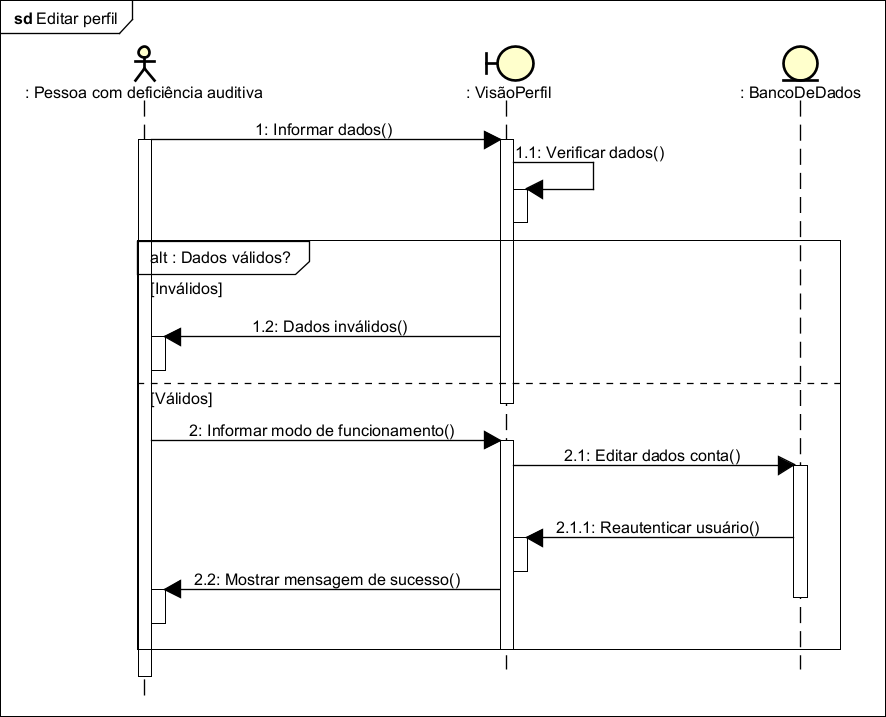 sd Editar perfil
: Pessoa com deficiência auditiva
: VisãoPerfil
: BancoDeDados
1: Informar dados()
1.1: Verificar dados()
alt : Dados válidos?
[Inválidos]
1.2: Dados inválidos()
[Válidos]
2: Informar modo de funcionamento()
2.1: Editar dados conta()
2.1.1: Reautenticar usuário()
2.2: Mostrar mensagem de sucesso()